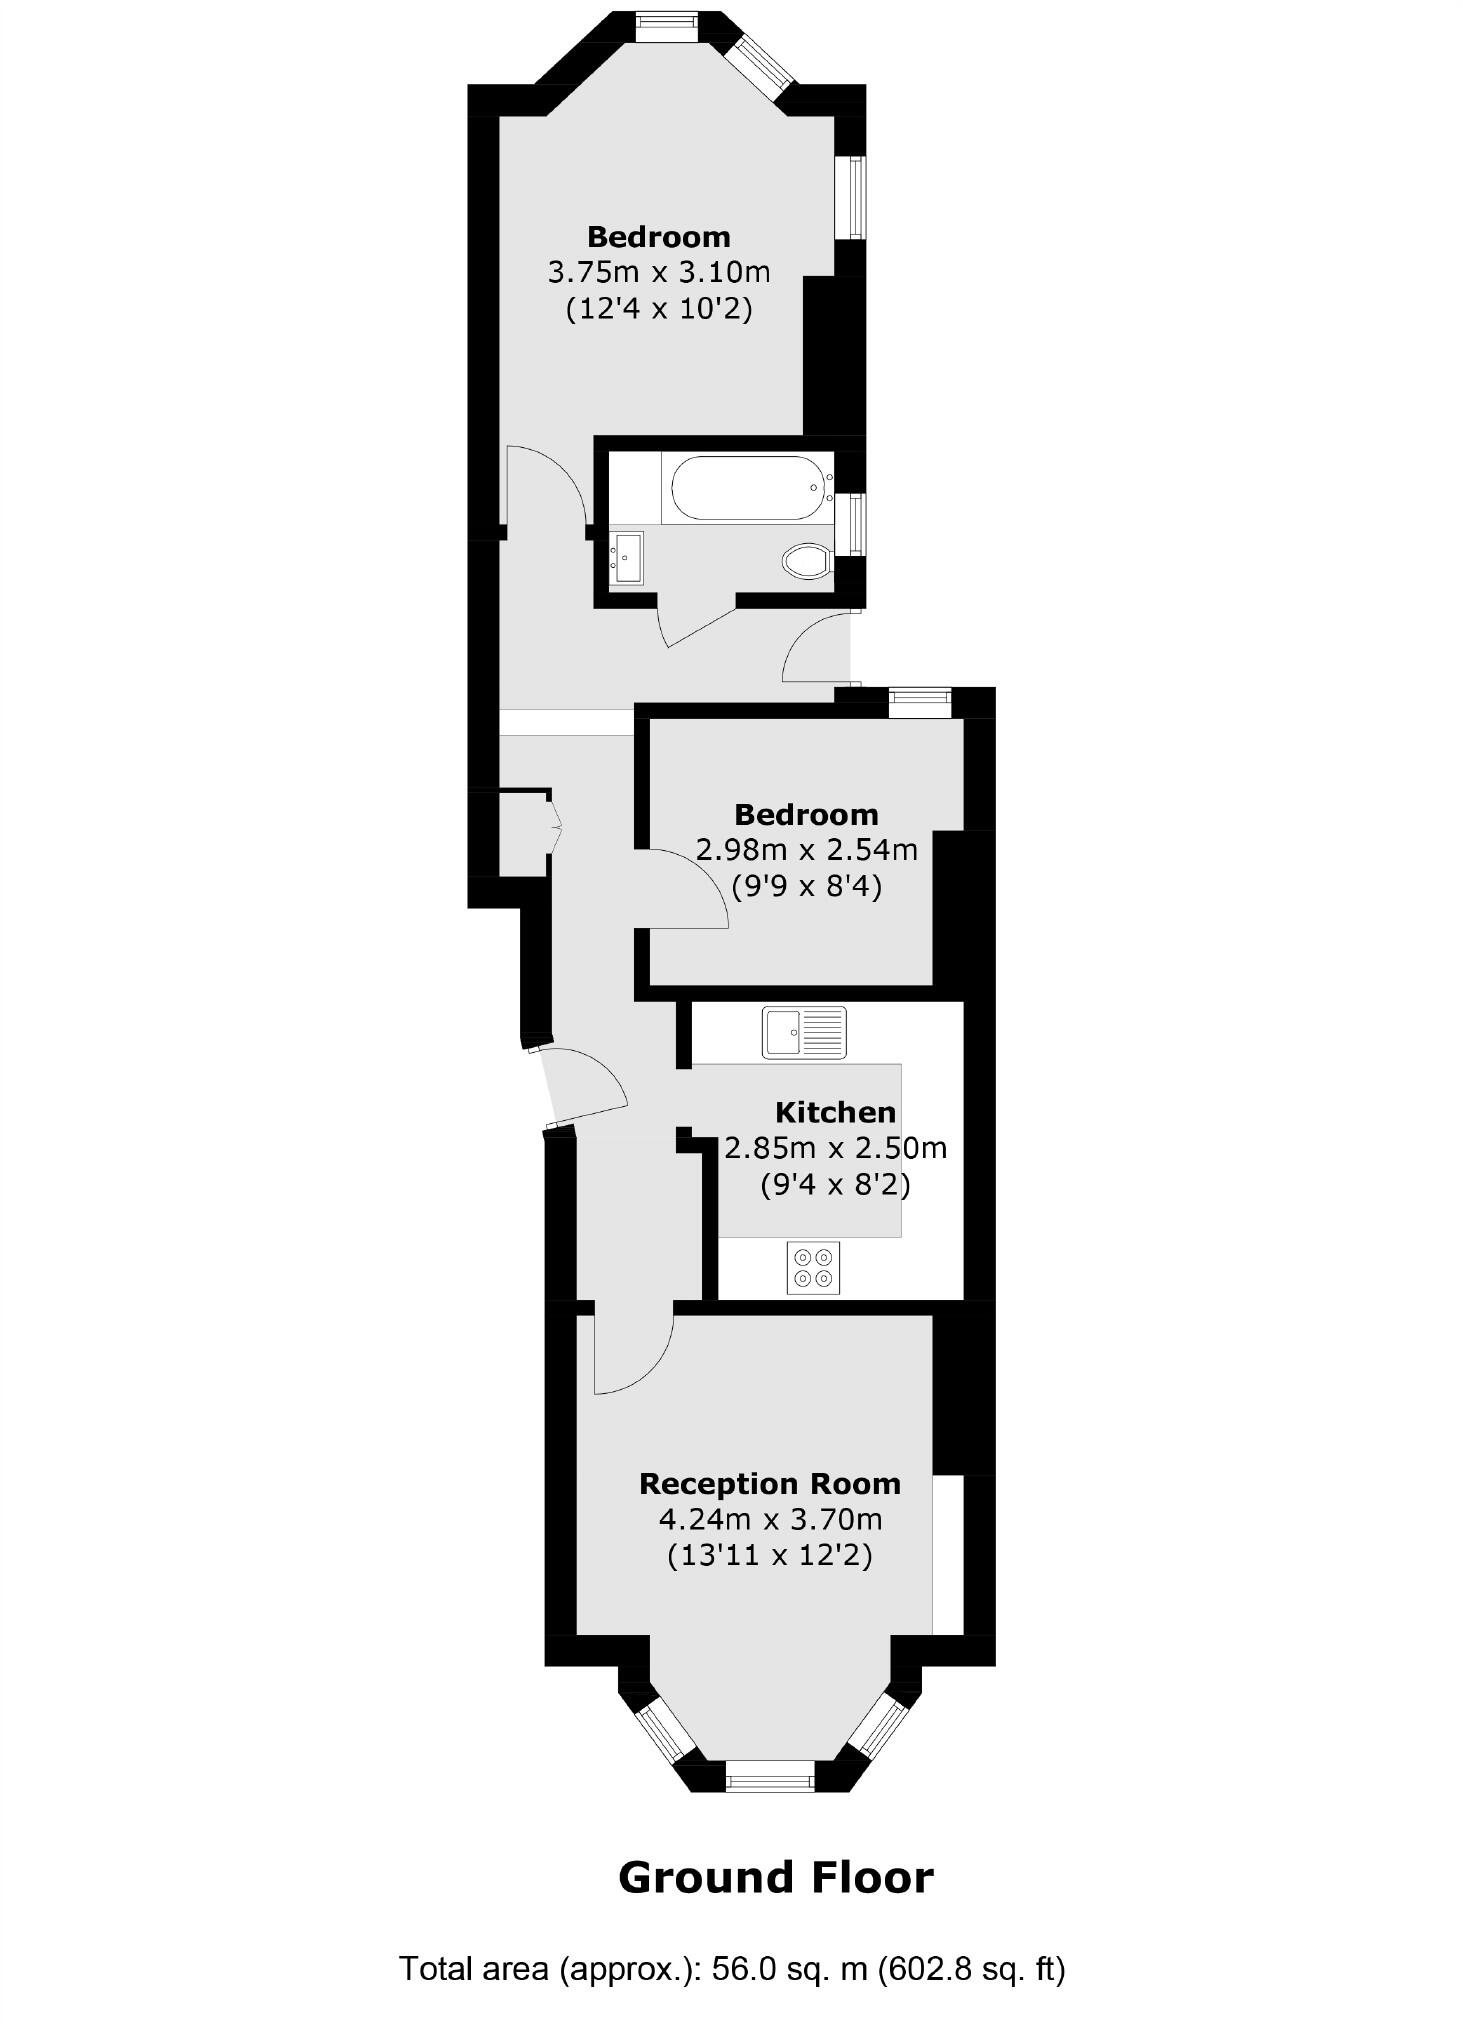 Bedroom
3.75m x 3.10m
(12'4 x 10'2)
Bedroom
2.98m x 2.54m
(9'9 x 8'4)
Kitchen
2.85m x 2.50m
(9'4 x 8'2)
Reception Room
4.24m x 3.70m
(13'11 x 12'2)
Ground Floor
Total area (approx.): 56.0 sq. m (602.8 sq. ft)